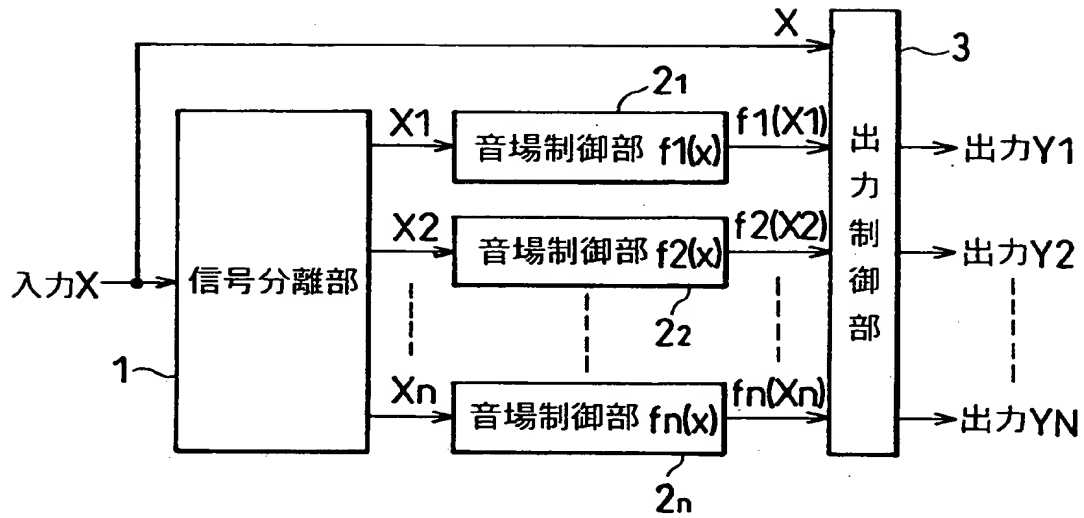 X
3
2₁
X1
音場制御部 f1(x)
f1(X1)
出力制御部
出力Y1
X2
音場制御部 f2(x)
f2(X2)
出力Y2
入力X
信号分離部
2₂
1
Xn
音場制御部 fn(x)
fn(Xn)
出力YN
2n